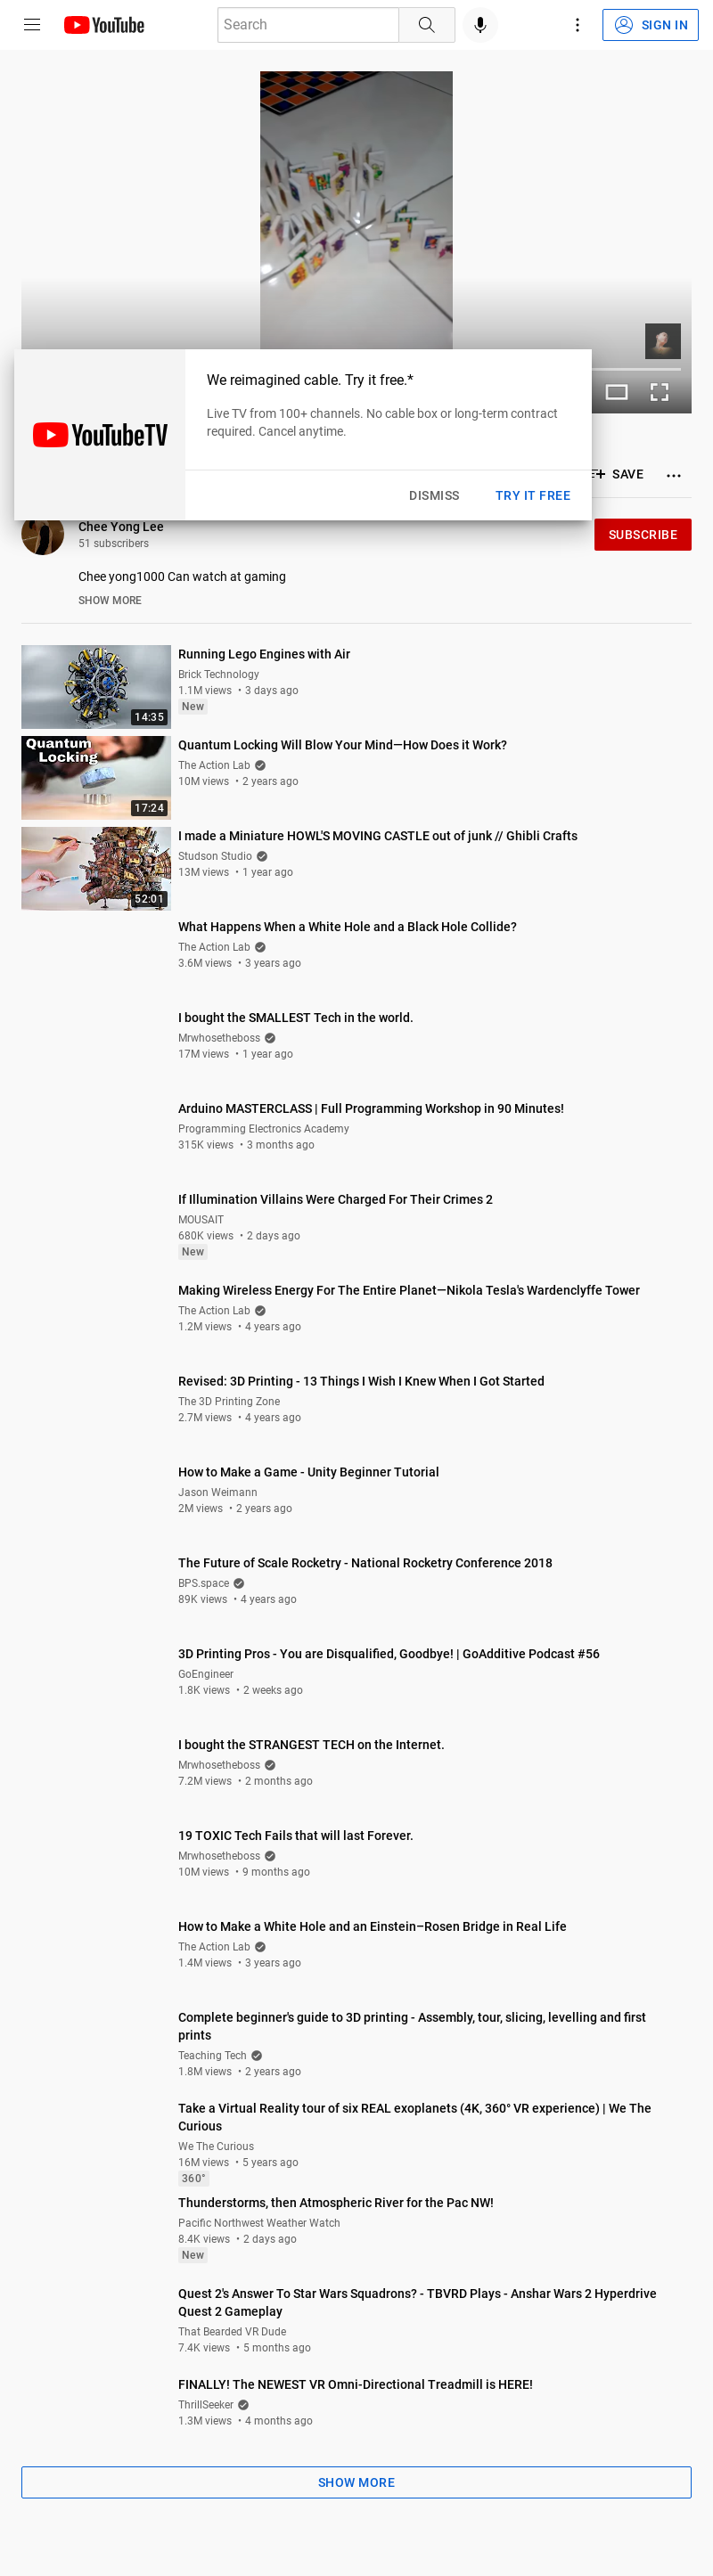 YouTube
Search
SIGN IN
We reimagined cable. Try it free.*
Live TV from 100+ channels. No cable box or long-term contract
required. Cancel anytime.
YouTubeTV
DISMISS
TRY IT FREE
SAVE
Chee Yong Lee
51 subscribers
SUBSCRIBE
Chee yong1000 Can watch at gaming
SHOW MORE
Running Lego Engines with Air
Brick Technology
1.1M views • 3 days ago
New
14:35
Quantum Locking Will Blow Your Mind—How Does it Work?
Quantum
Locking
The Action Lab
10M views • 2 years ago
17:24
I made a Miniature HOWL'S MOVING CASTLE out of junk // Ghibli Crafts
Studson Studio
13M views • 1 year ago
52:01
What Happens When a White Hole and a Black Hole Collide?
The Action Lab
3.6M views • 3 years ago
I bought the SMALLEST Tech in the world.
Mrwhosetheboss
17M views • 1 year ago
Arduino MASTERCLASS | Full Programming Workshop in 90 Minutes!
Programming Electronics Academy
315K views • 3 months ago
If Illumination Villains Were Charged For Their Crimes 2
MOUSAIT
680K views • 2 days ago
New
Making Wireless Energy For The Entire Planet—Nikola Tesla's Wardenclyffe Tower
The Action Lab
1.2M views • 4 years ago
Revised: 3D Printing - 13 Things I Wish I Knew When I Got Started
The 3D Printing Zone
2.7M views • 4 years ago
How to Make a Game - Unity Beginner Tutorial
Jason Weimann
2M views • 2 years ago
The Future of Scale Rocketry - National Rocketry Conference 2018
BPS.space
89K views • 4 years ago
3D Printing Pros - You are Disqualified, Goodbye! | GoAdditive Podcast #56
GoEngineer
1.8K views • 2 weeks ago
I bought the STRANGEST TECH on the Internet.
Mrwhosetheboss
7.2M views • 2 months ago
19 TOXIC Tech Fails that will last Forever.
Mrwhosetheboss
10M views • 9 months ago
How to Make a White Hole and an Einstein–Rosen Bridge in Real Life
The Action Lab
1.4M views • 3 years ago
Complete beginner's guide to 3D printing - Assembly, tour, slicing, levelling and first
prints
Teaching Tech
1.8M views • 2 years ago
Take a Virtual Reality tour of six REAL exoplanets (4K, 360° VR experience) | We The
Curious
We The Curious
16M views • 5 years ago
360°
Thunderstorms, then Atmospheric River for the Pac NW!
Pacific Northwest Weather Watch
8.4K views • 2 days ago
New
Quest 2's Answer To Star Wars Squadrons? - TBVRD Plays - Anshar Wars 2 Hyperdrive
Quest 2 Gameplay
That Bearded VR Dude
7.4K views • 5 months ago
FINALLY! The NEWEST VR Omni-Directional Treadmill is HERE!
ThrillSeeker
1.3M views • 4 months ago
SHOW MORE